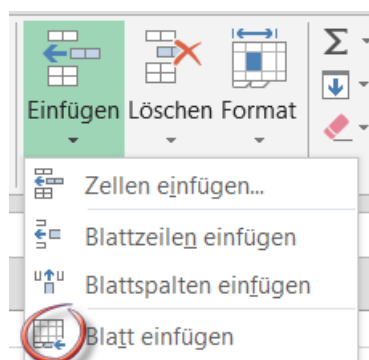 Einfügen Löschen Format
Zellen einfügen...
Blattzeilen einfügen
Blattspalten einfügen
Blatt einfügen